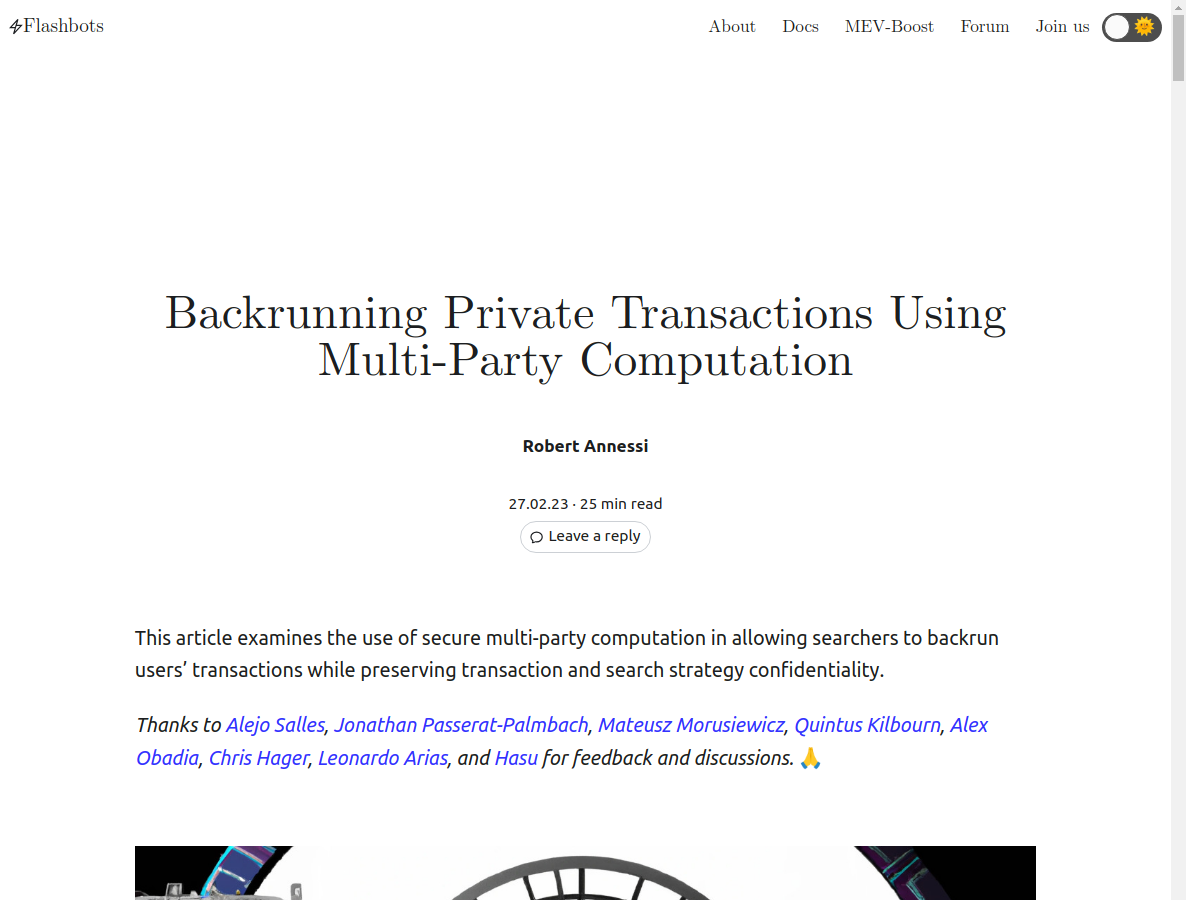 Flashbots
About Docs MEV-Boost Forum Join us
Backrunning Private Transactions Using
Multi-Party Computation
Robert Annessi
27.02.23 · 25 min read
Leave a reply
This article examines the use of secure multi-party computation in allowing searchers to backrun
users’ transactions while preserving transaction and search strategy confidentiality.
Thanks to Alejo Salles, Jonathan Passerat-Palmbach, Mateusz Morusiewicz, Quintus Kilbourn, Alex
Obadia, Chris Hager, Leonardo Arias, and Hasu for feedback and discussions. 🙏